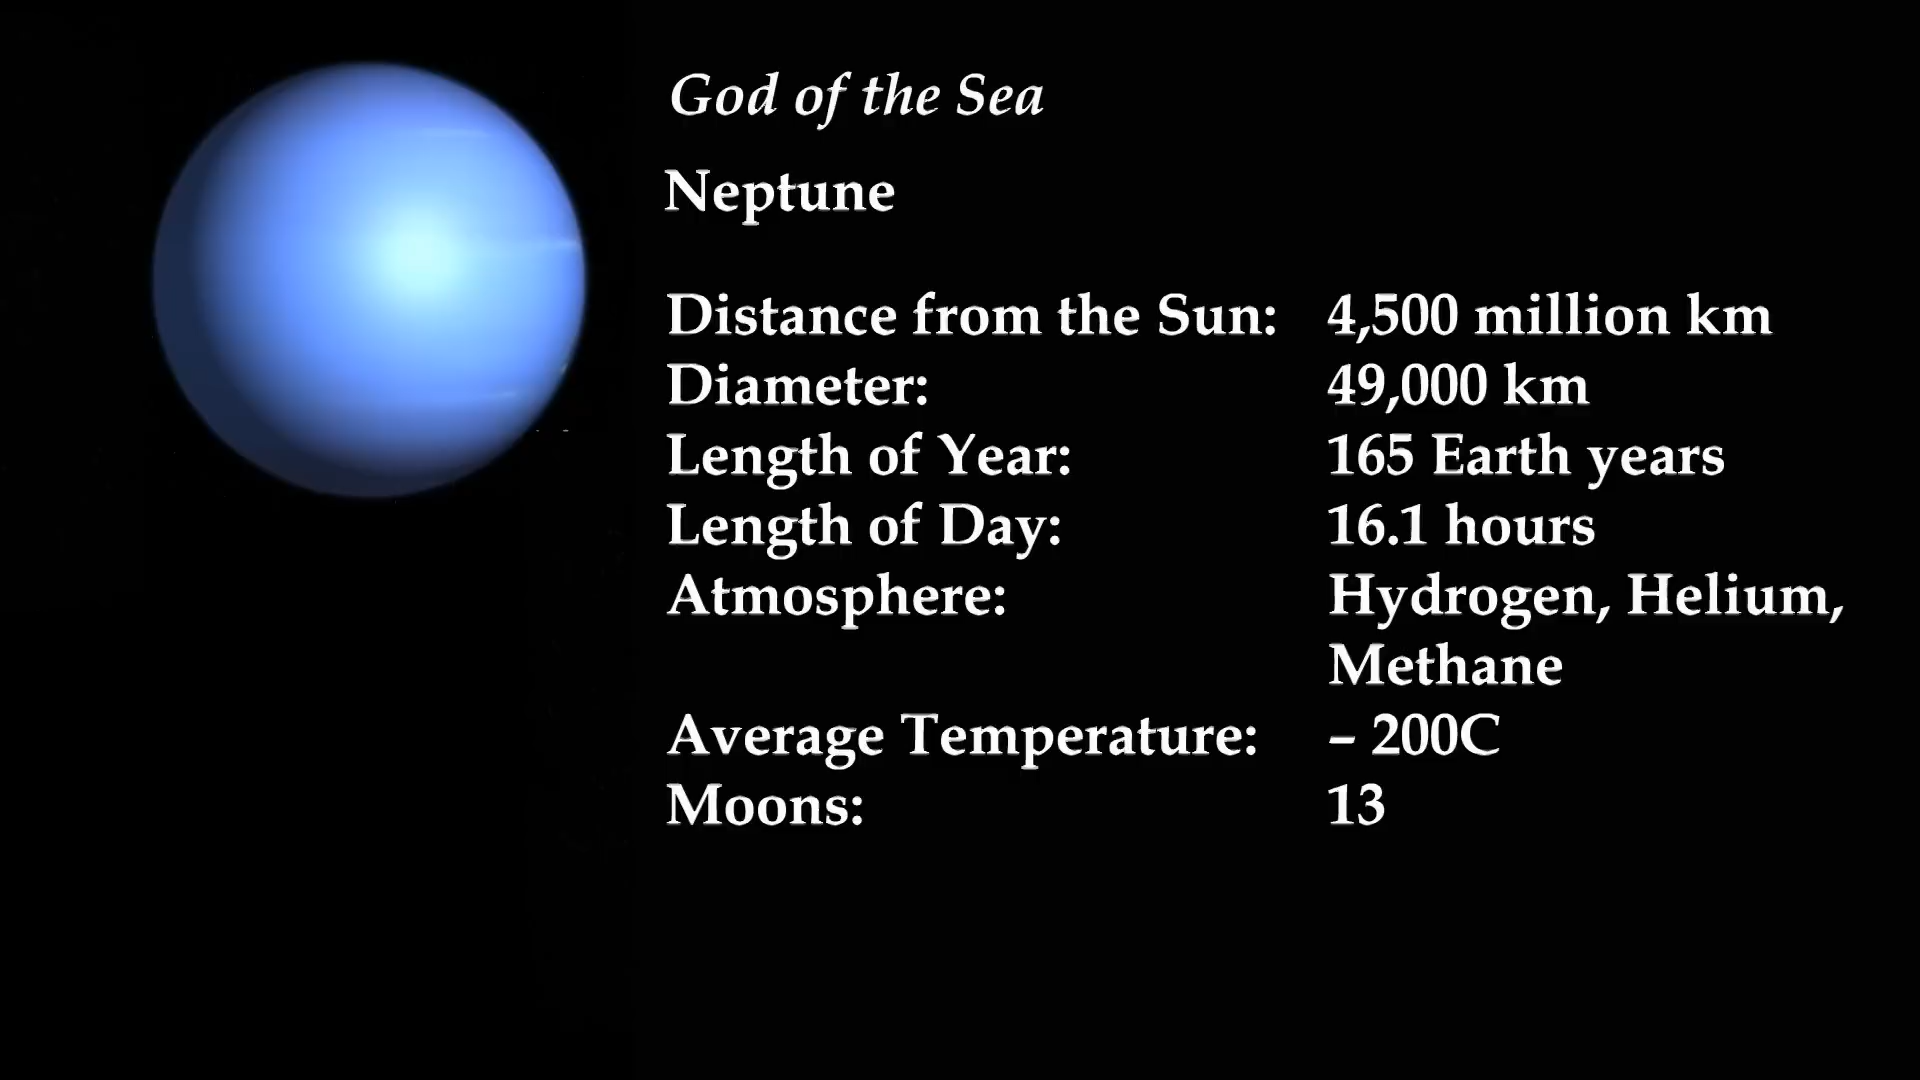 God of the Sea
Neptune
Distance from the Sun: 4,500 million km
Diameter: 49,000 km
Length of Year: 165 Earth years
Length of Day: 16.1 hours
Atmosphere: Hydrogen, Helium,
Methane
Average Temperature: – 200C
Moons: 13